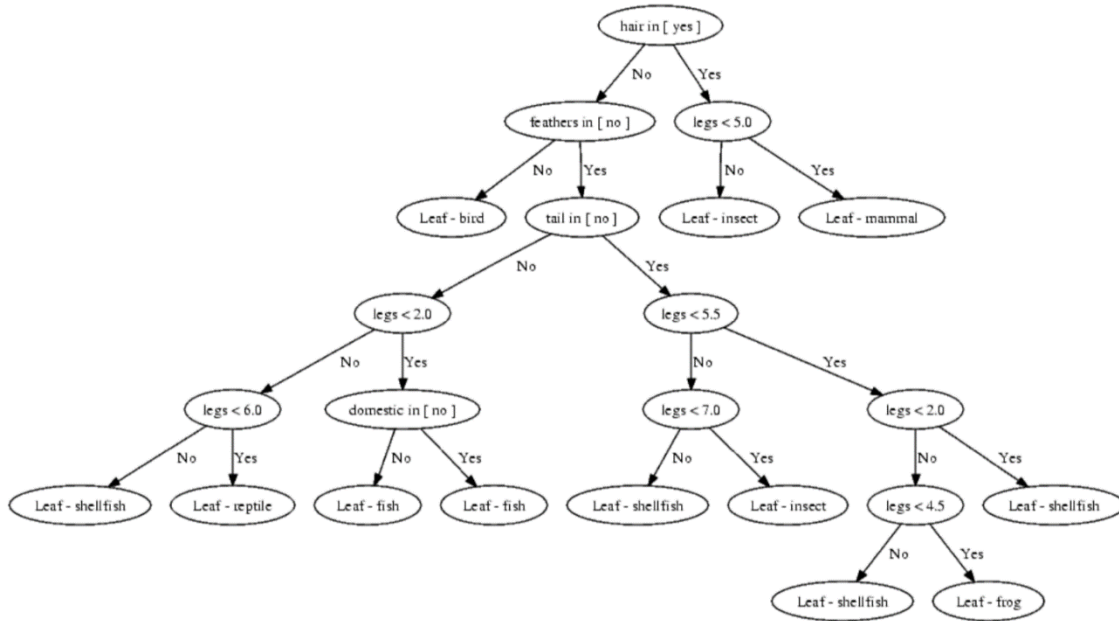 hair in [ yes ]
No
Yes
feathers in [ no ]
legs < 5.0
No
Yes
No
Yes
Leaf - bird
tail in [ no ]
Leaf - insect
Leaf - mammal
No
Yes
legs < 2.0
legs < 5.5
No
Yes
No
Yes
legs < 6.0
domestic in [ no ]
legs < 7.0
legs < 2.0
No
Yes
No
Yes
No
Yes
No
Yes
Leaf - shellfish
Leaf - reptile
Leaf - fish
Leaf - fish
Leaf - shellfish
Leaf - insect
legs < 4.5
Leaf - shellfish
No
Yes
Leaf - shellfish
Leaf - frog